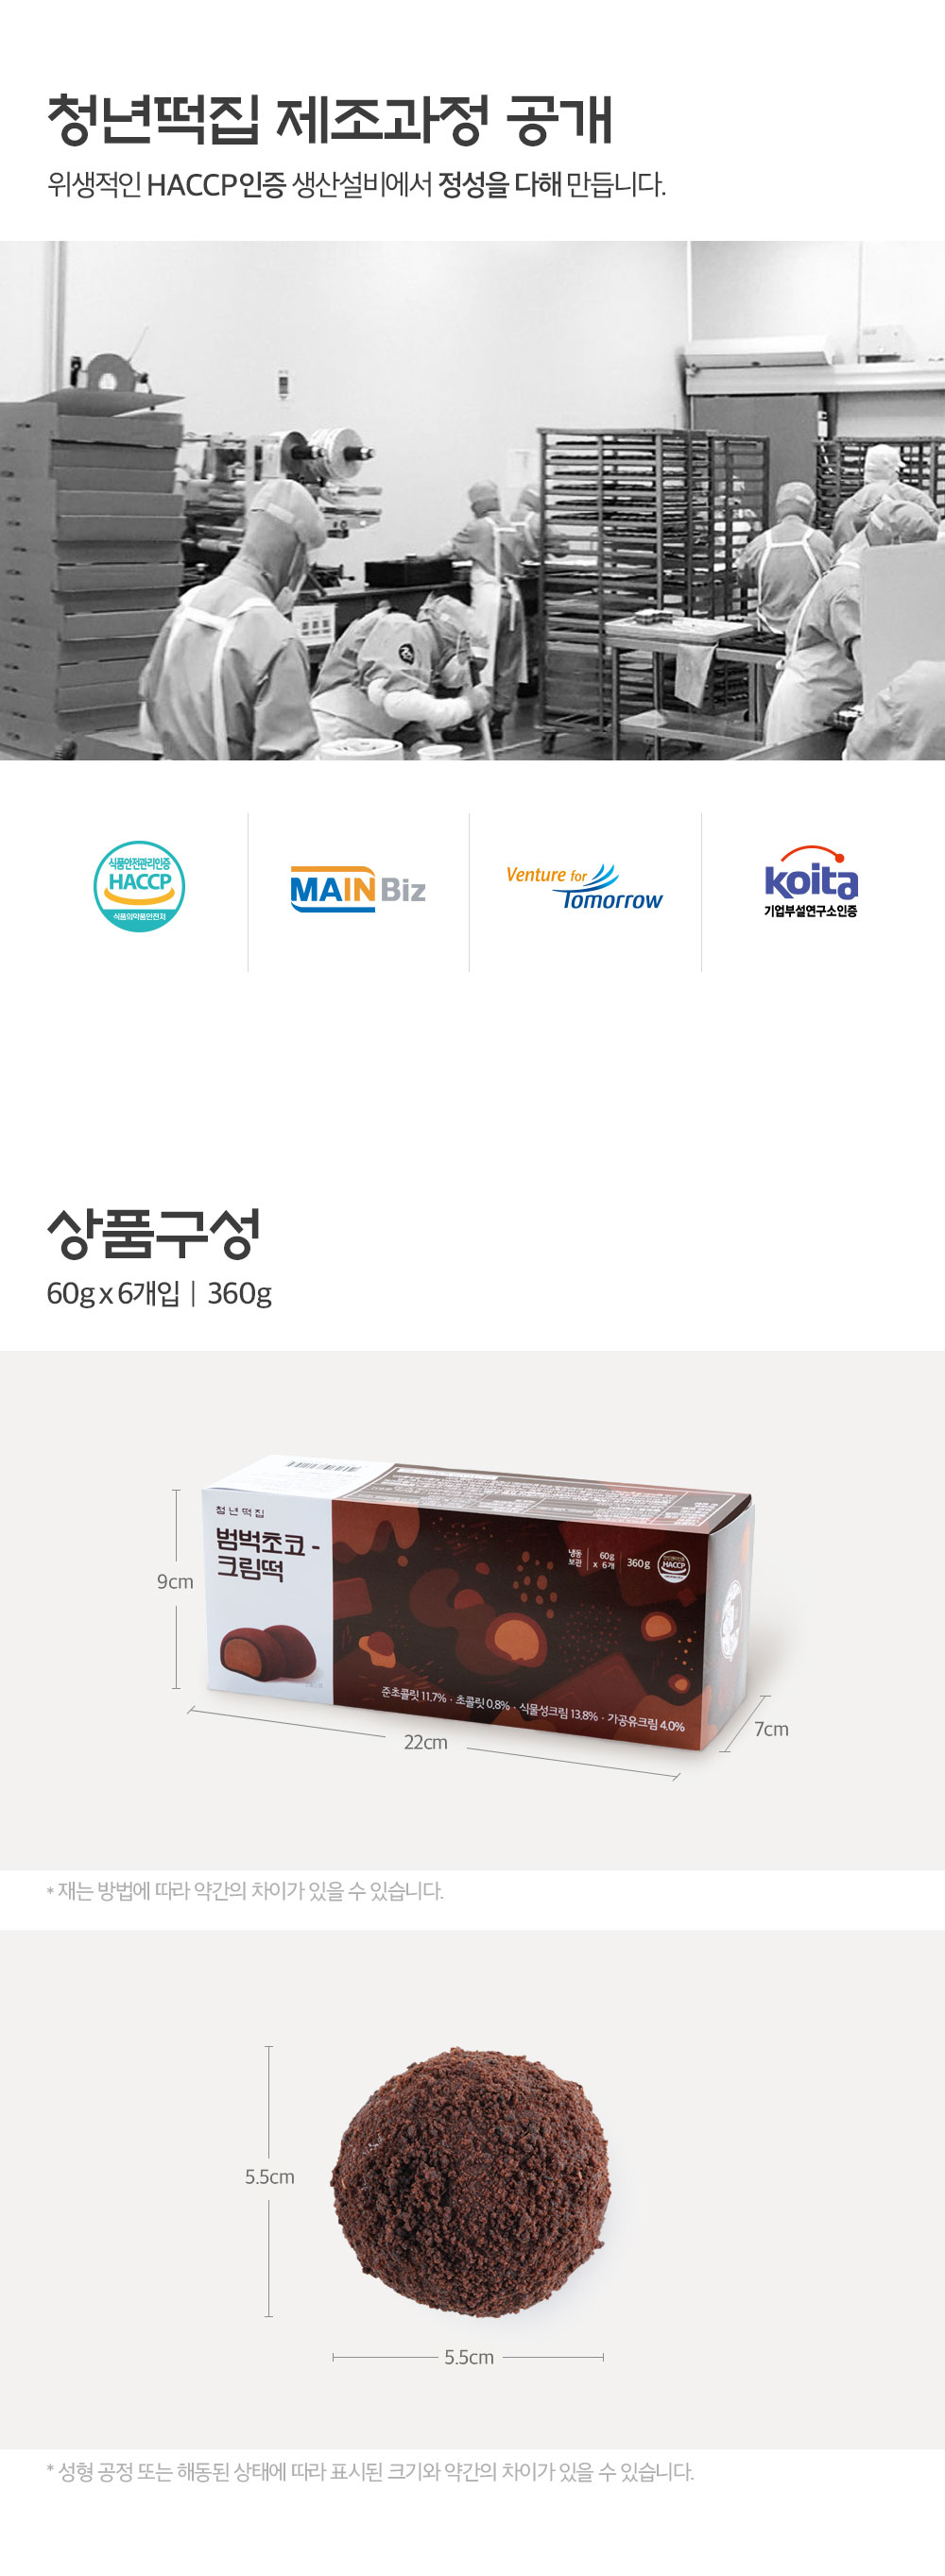 청년떡집 제조과정 공개
위생적인 HACCP인증 생산설비에서 정성을 다해 만듭니다.
식품안전관리인증
HACCP
식품의약품안전처
MAIN Biz
Venture for
Tomorrow
koita
기업부설연구소인증
상품구성
60g x 6개입 | 360g
청년떡집
범벅초코-
크림떡
냉동
보관
60g
x 6개
360g
HACCP
준초콜릿 11.7% · 초콜릿 0.8% · 식물성크림 13.8% · 가공유크림 4.0%
9cm
22cm
7cm
* 재는 방법에 따라 약간의 차이가 있을 수 있습니다.
5.5cm
5.5cm
* 성형 공정 또는 해동된 상태에 따라 표시된 크기와 약간의 차이가 있을 수 있습니다.